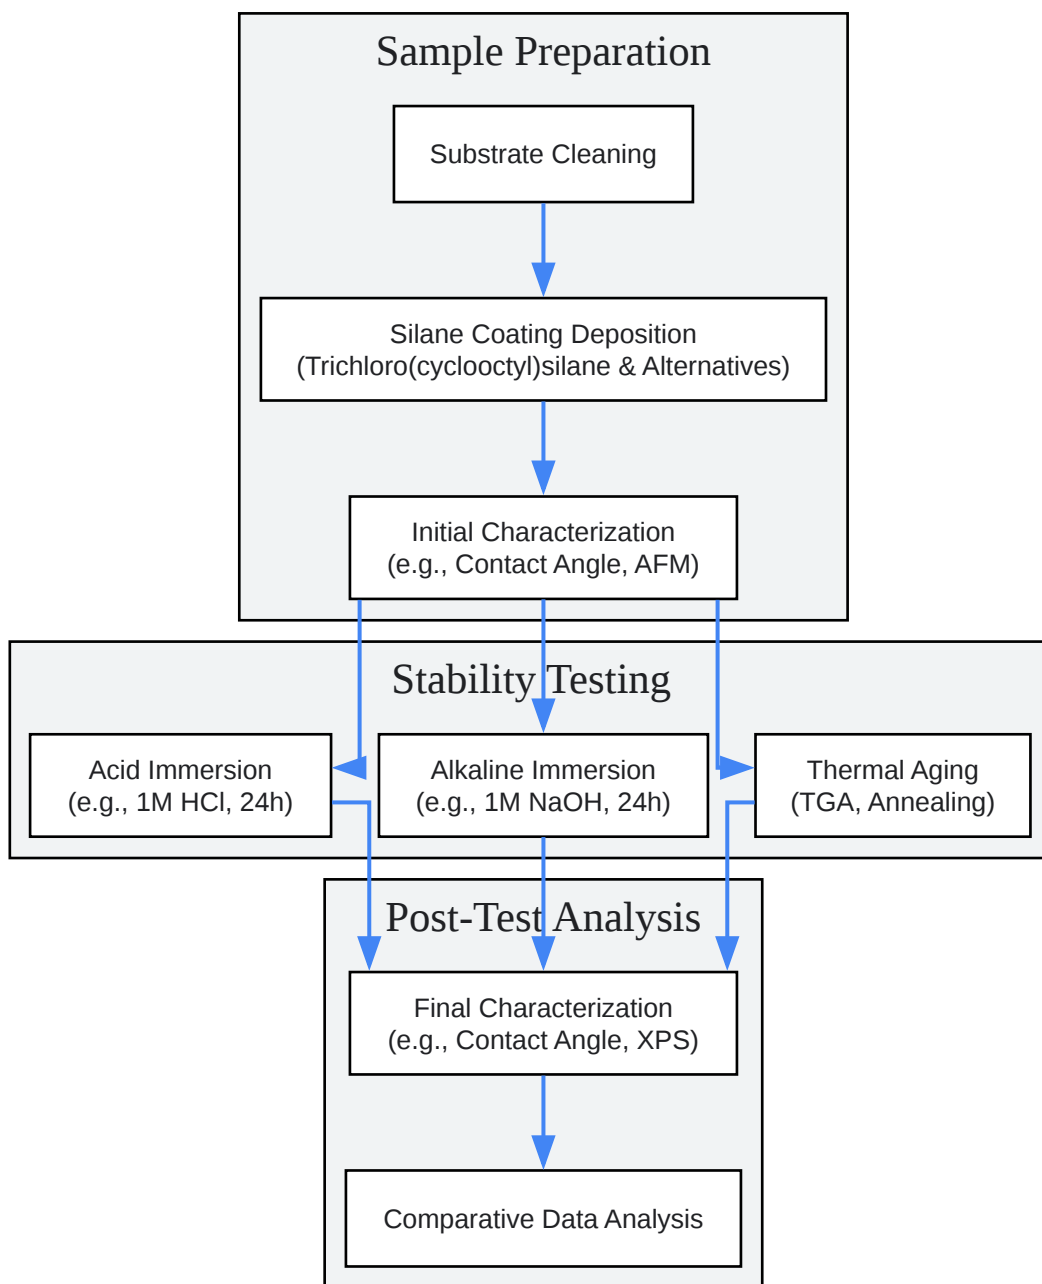 Sample Preparation
Substrate Cleaning
Silane Coating Deposition
(Trichloro(cyclooctyl)silane & Alternatives)
Initial Characterization
(e.g., Contact Angle, AFM)
Stability Testing
Acid Immersion
(e.g., 1M HCl, 24h)
Alkaline Immersion
(e.g., 1M NaOH, 24h)
Thermal Aging
(TGA, Annealing)
Post-Test Analysis
Final Characterization
(e.g., Contact Angle, XPS)
Comparative Data Analysis